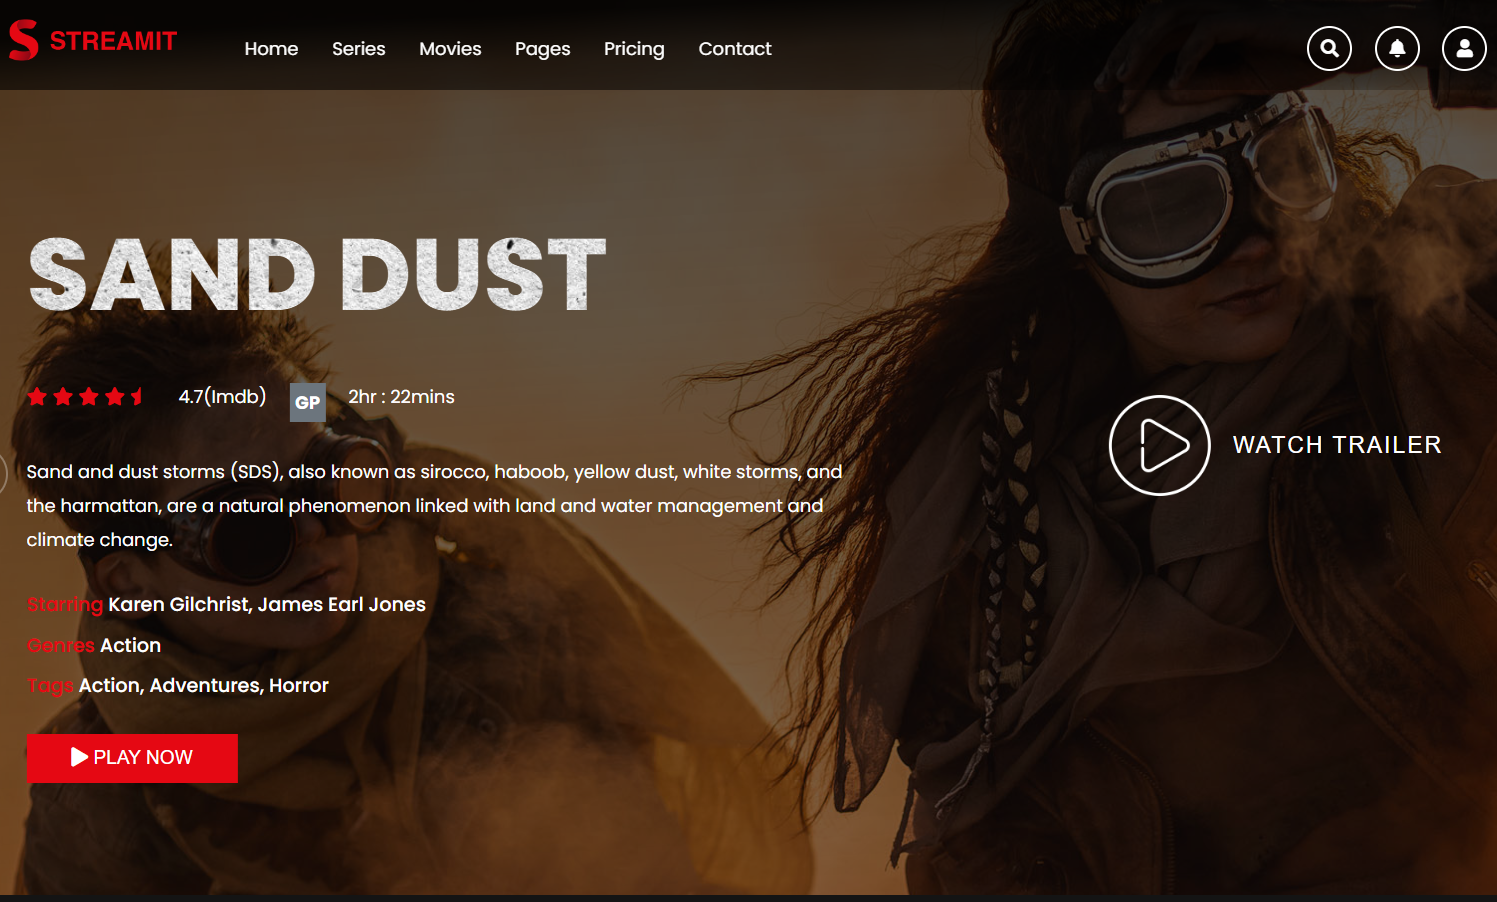 STREAMIT
Home Series Movies Pages Pricing Contact
SAND DUST
4.7(Imdb) GP 2hr : 22mins
Sand and dust storms (SDS), also known as sirocco, haboob, yellow dust, white storms, and
the harmattan, are a natural phenomenon linked with land and water management and
climate change.
WATCH TRAILER
Starring Karen Gilchrist, James Earl Jones
Genres Action
Tags Action, Adventures, Horror
PLAY NOW